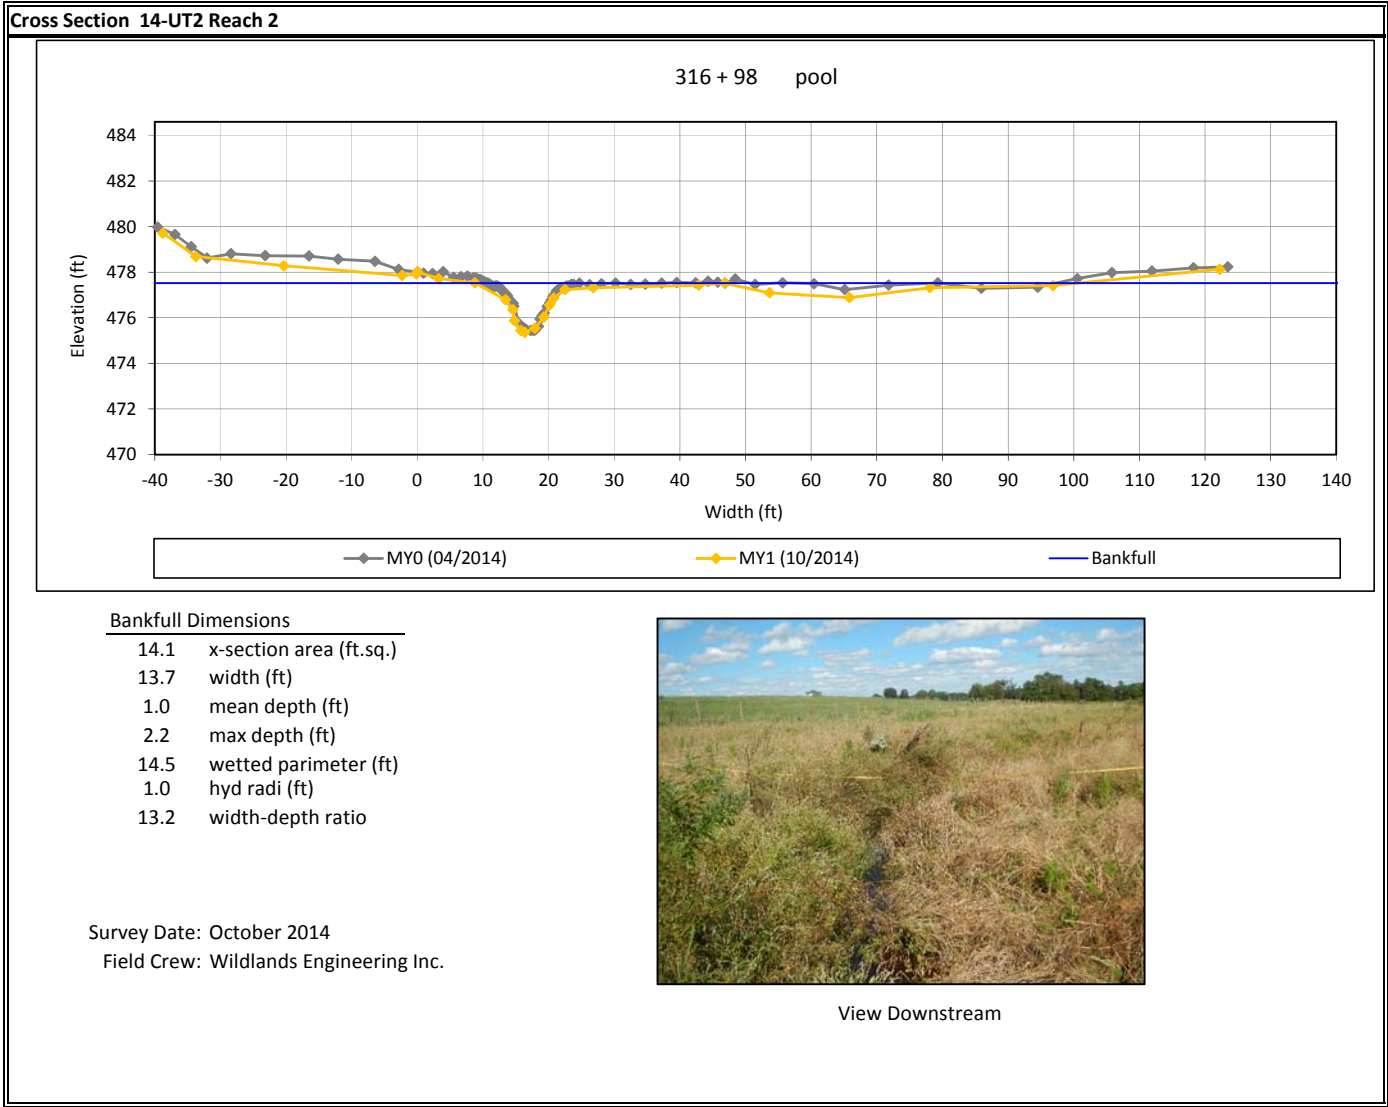 Cross Section 14-UT2 Reach 2
316 + 98 pool
484
482
480
478
476
474
472
470
Elevation (ft)
-40 -30 -20 -10 0 10 20 30 40 50 60 70 80 90 100 110 120 130 140
Width (ft)
MY0 (04/2014) MY1 (10/2014) Bankfull
Bankfull Dimensions
14.1 x-section area (ft.sq.)
13.7 width (ft)
1.0 mean depth (ft)
2.2 max depth (ft)
14.5 wetted parimeter (ft)
1.0 hyd radi (ft)
13.2 width-depth ratio
Survey Date: October 2014
Field Crew: Wildlands Engineering Inc.
View Downstream